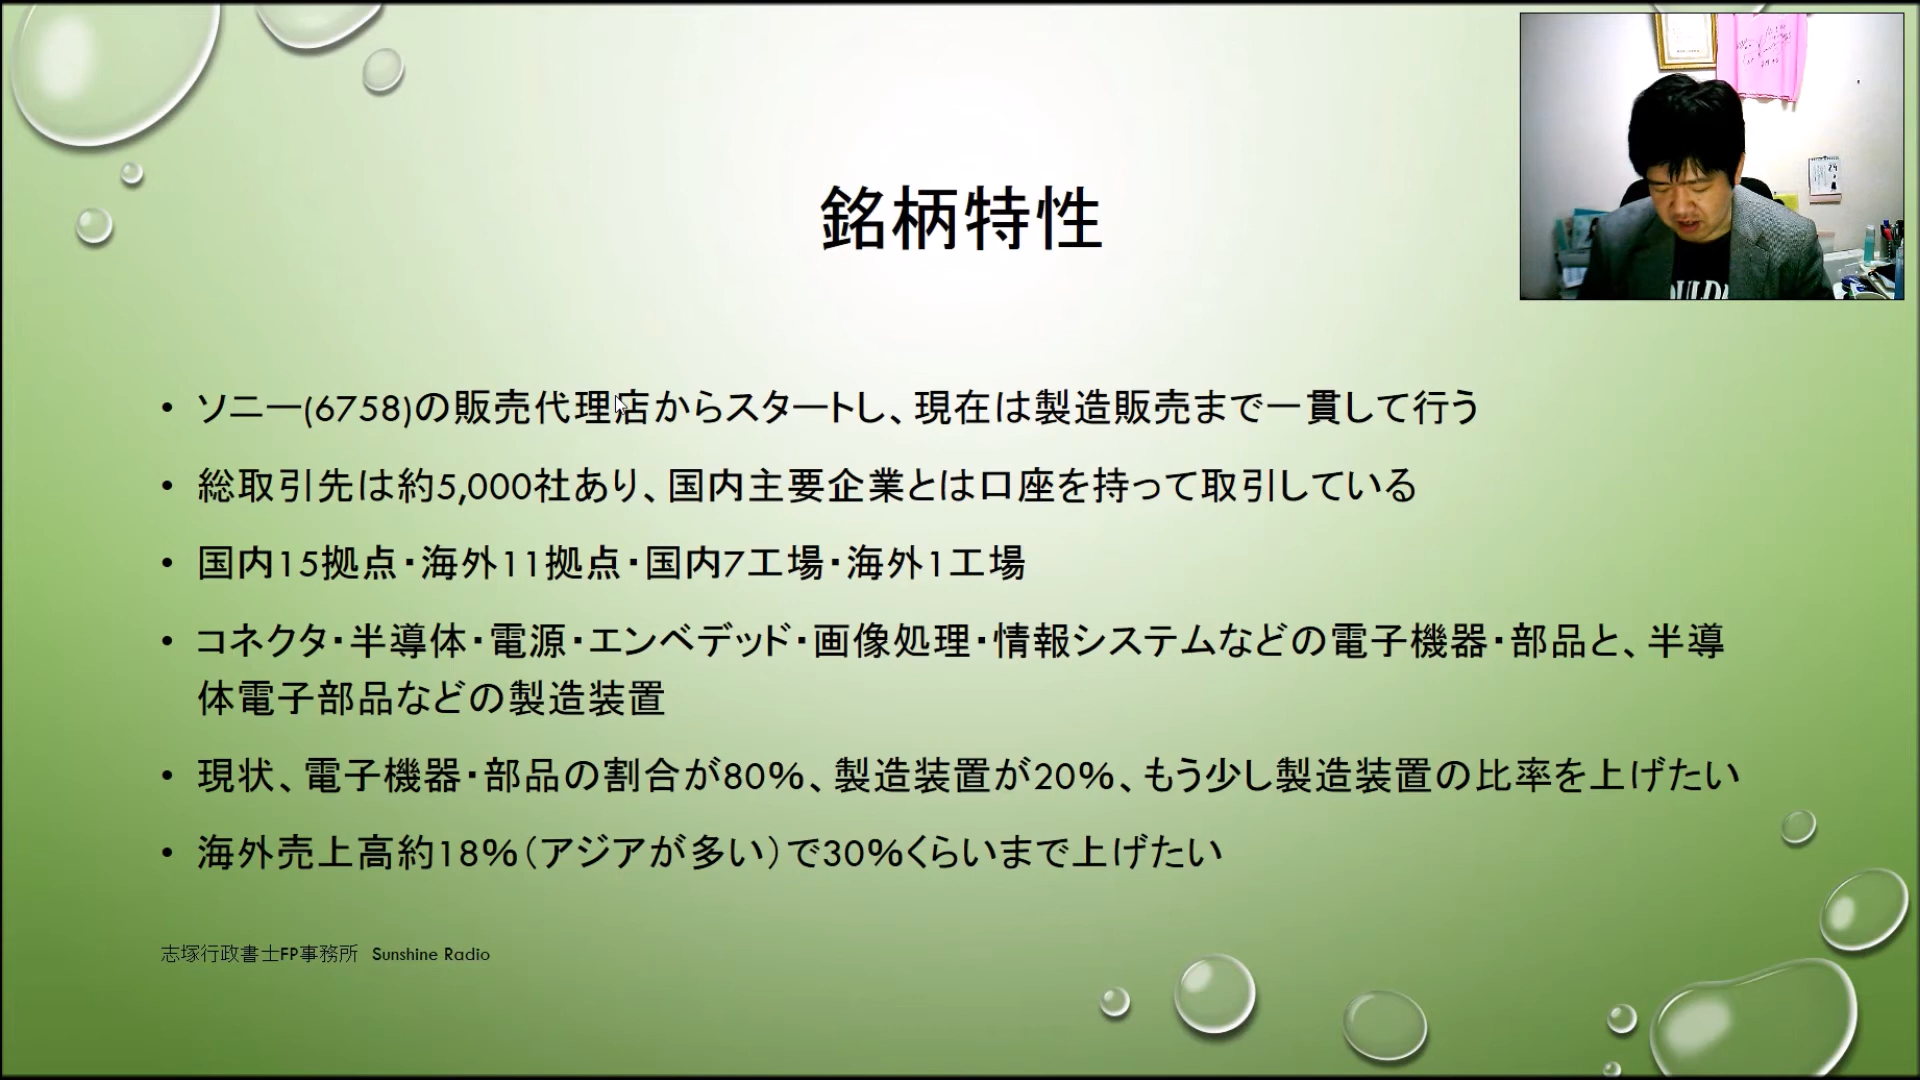 銘柄特性
• ソニー(6758)の販売代理店からスタートし、現在は製造販売まで一貫して行う
• 総取引先は約5,000社あり、国内主要企業とは口座を持って取引している
• 国内15拠点・海外11拠点・国内7工場・海外1工場
• コネクタ・半導体・電源・エンベデッド・画像処理・情報システムなどの電子機器・部品と、半導
体電子部品などの製造装置
• 現状、電子機器・部品の割合が80%、製造装置が20%、もう少し製造装置の比率を上げたい
• 海外売上高約18%（アジアが多い）で30%くらいまで上げたい
志塚行政書士FP事務所 Sunshine Radio